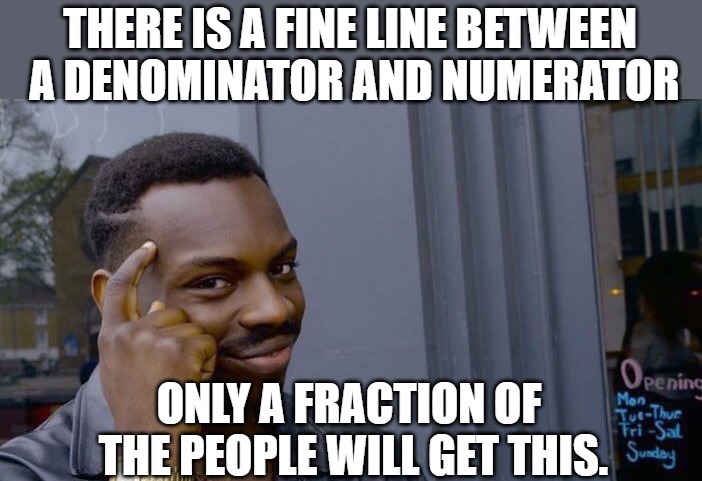 THERE IS A FINE LINE BETWEEN
A DENOMINATOR AND NUMERATOR
Opening
Mon
Tue-Thur
Fri-Sat
Sunday
ONLY A FRACTION OF
THE PEOPLE WILL GET THIS.